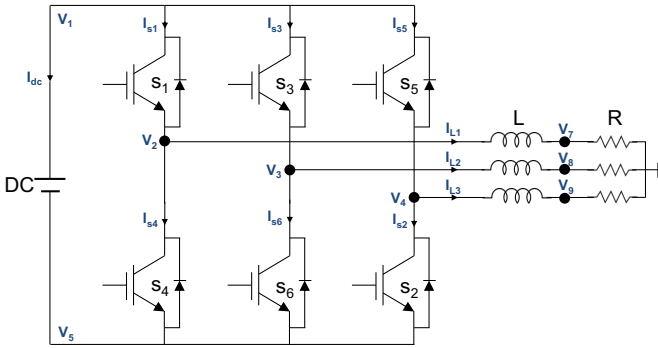 V1 Is1 Is3 Is5
Idc
S1 S3 S5
V2 IL1 L V7 R
DC V3 IL2 V8
V4 IL3 V9
Is4 Is6 Is2
S4 S6 S2
V5